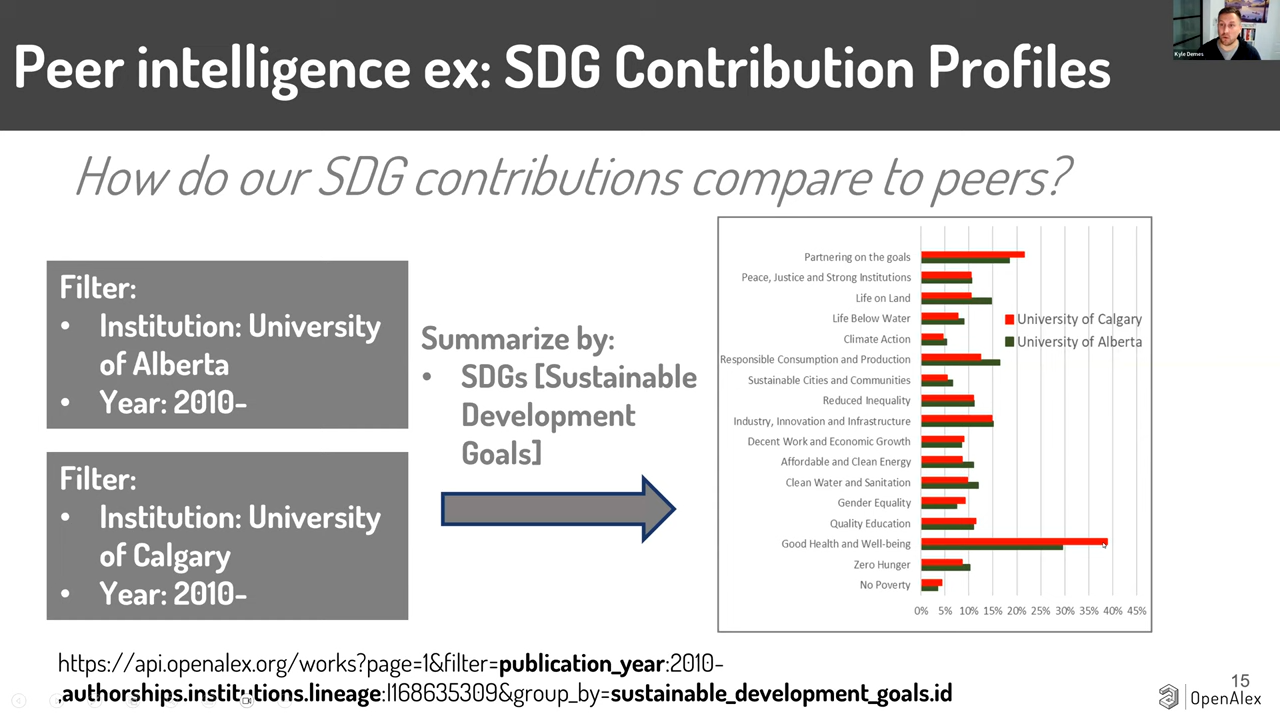 Peer intelligence ex: SDG Contribution Profiles
Kyle Demes
How do our SDG contributions compare to peers?
Filter:
• Institution: University
of Alberta
• Year: 2010-
Filter:
• Institution: University
of Calgary
• Year: 2010-
Summarize by:
• SDGs [Sustainable
Development
Goals]
Partnering on the goals
Peace, Justice and Strong Institutions
Life on Land
Life Below Water
Climate Action
Responsible Consumption and Production
Sustainable Cities and Communities
Reduced Inequality
Industry, Innovation and Infrastructure
Decent Work and Economic Growth
Affordable and Clean Energy
Clean Water and Sanitation
Gender Equality
Quality Education
Good Health and Well-being
Zero Hunger
No Poverty
University of Calgary
University of Alberta
0% 5% 10% 15% 20% 25% 30% 35% 40% 45%
https://api.openalex.org/works?page=1&filter=publication_year:2010-
,authorships.institutions.lineage:I168635309&group_by=sustainable_development_goals.id
15
OpenAlex